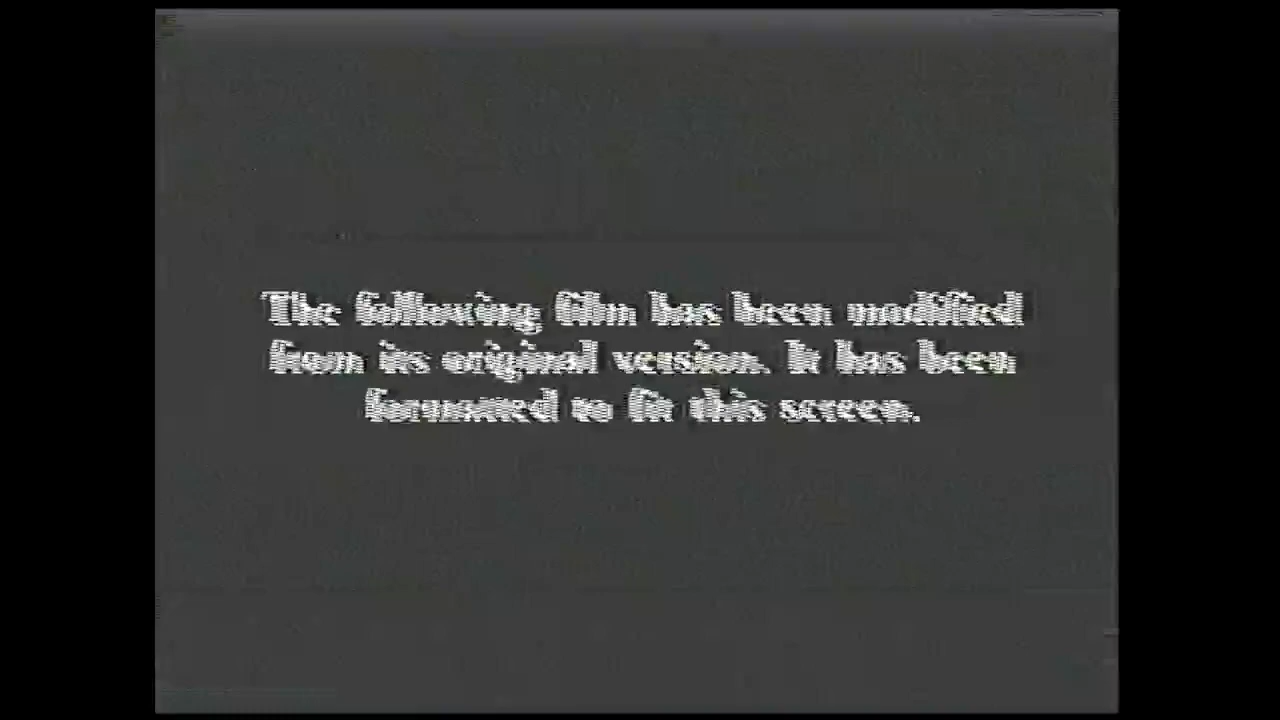 The following film has been modified
from its original version. It has been
formatted to fit this screen.